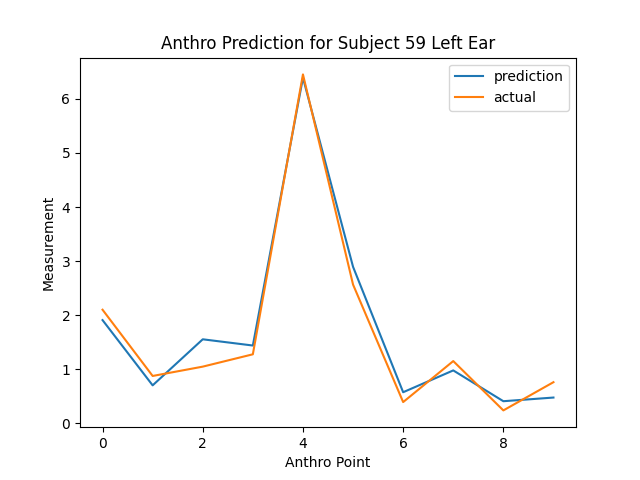 Anthro Prediction for Subject 59 Left Ear
prediction
actual
6
5
4
3
2
1
0
Measurement
0 2 4 6 8
Anthro Point